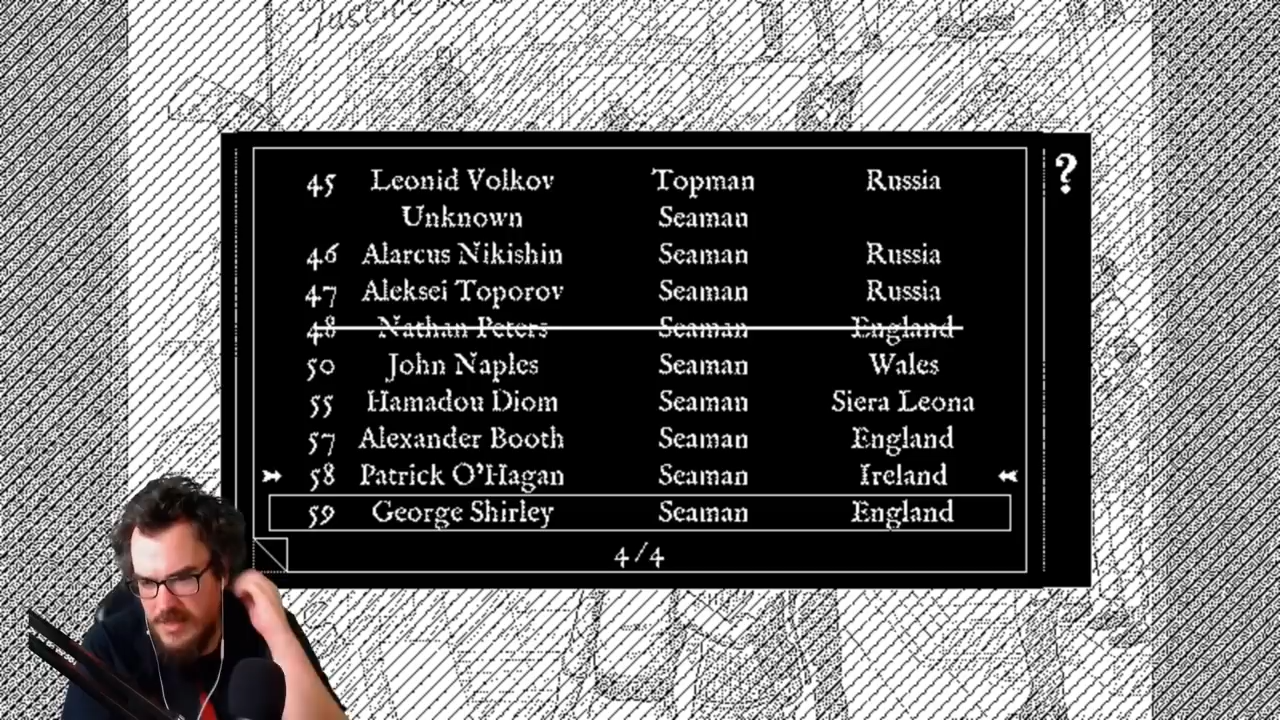 45 Leonid Volkov Topman Russia
Unknown Seaman
46 Alarcus Nikishin Seaman Russia
47 Aleksei Toporov Seaman Russia
48 Nathan Peters Seaman England
50 John Naples Seaman Wales
55 Hamadou Diom Seaman Siera Leona
57 Alexander Booth Seaman England
58 Patrick O'Hagan Seaman Ireland
59 George Shirley Seaman England
4/4
?